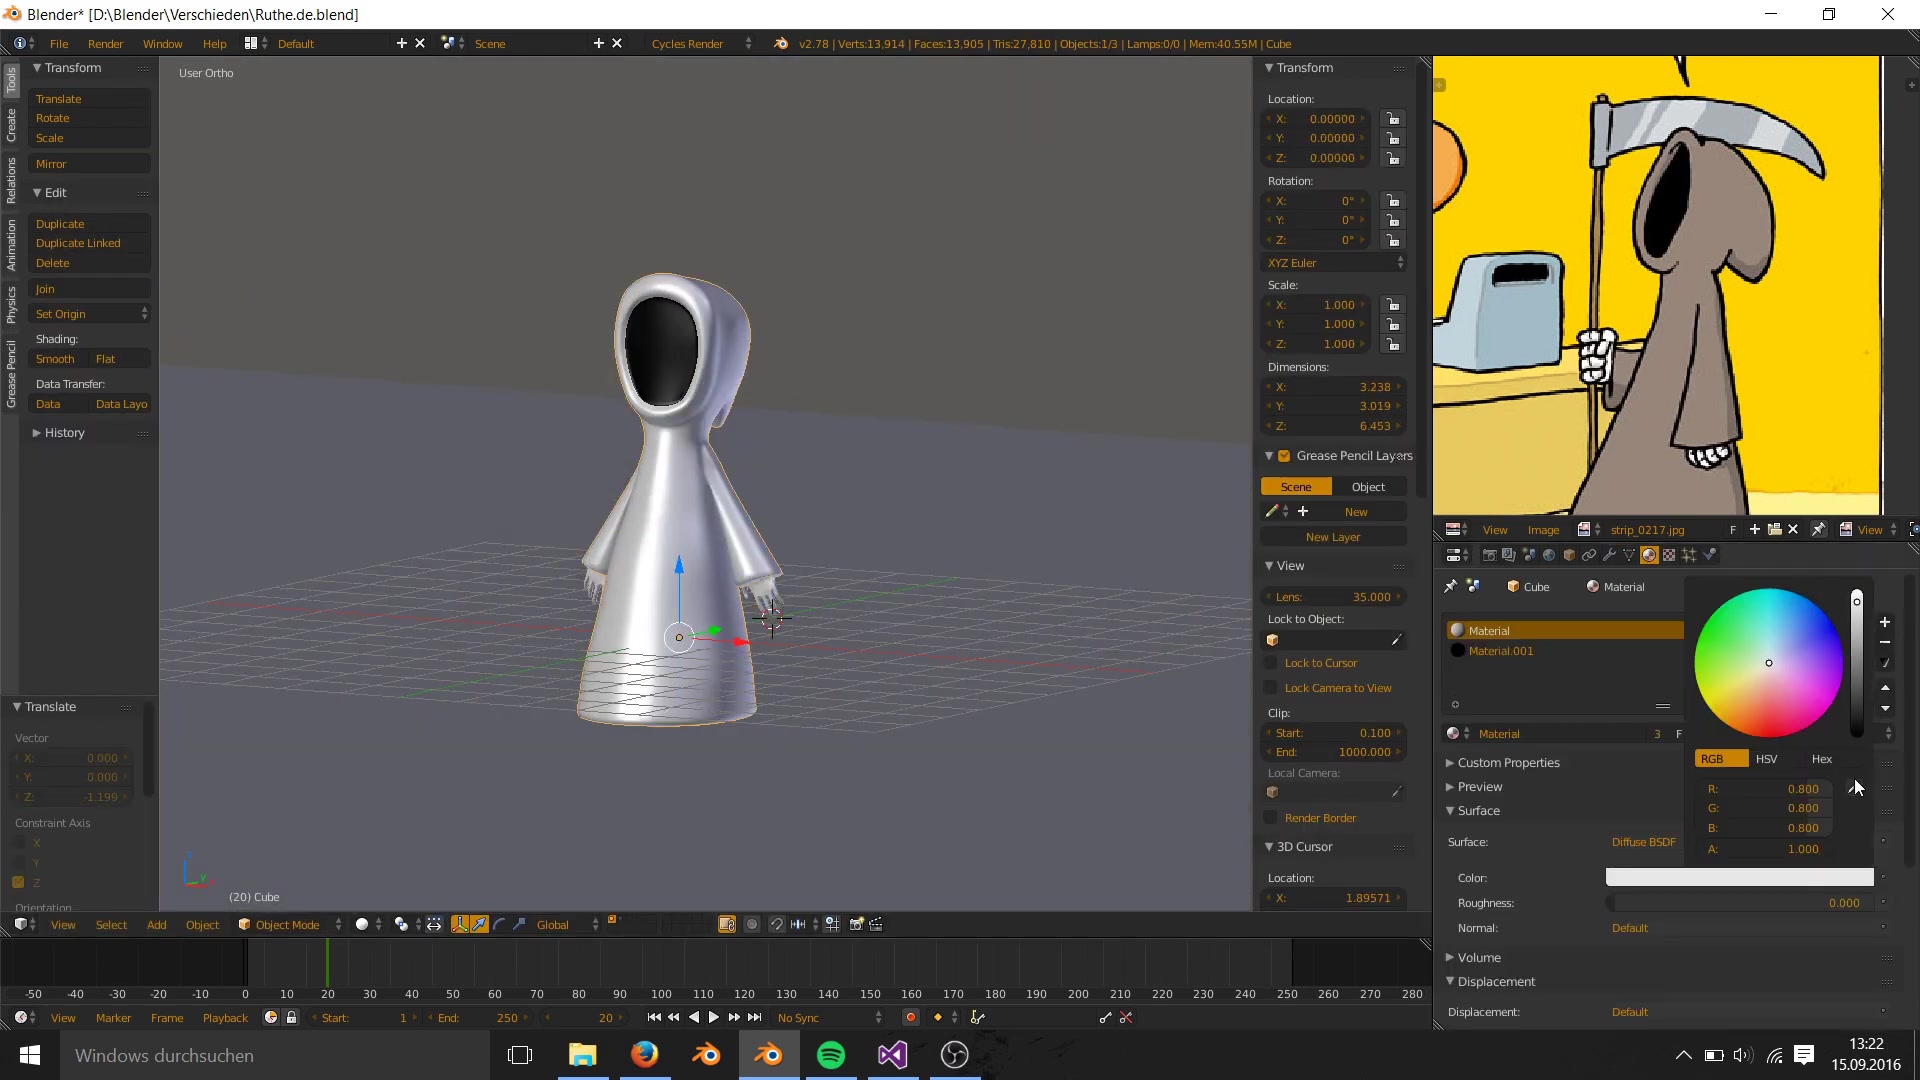 Blender* [D:\Blender\Verschieden\Ruthe.de.blend]
File Render Window Help Default Scene Cycles Render v2.78 | Verts:13,914 | Faces:13,905 | Tris:27,810 | Objects:1/3 | Lamps:0/0 | Mem:40.55M | Cube
Tools
Create
Relations
Animation
Physics
Grease Pencil
Transform
Translate
Rotate
Scale
Mirror
Edit
Duplicate
Duplicate Linked
Delete
Join
Set Origin
Shading:
Smooth Flat
Data Transfer:
Data Data Layo
History
Translate
Vector
X: 0.000
Y: 0.000
Z: -1.199
Constraint Axis
X
Y
Z
Orientation
User Ortho
(20) Cube
Transform
Location:
X: 0.00000
Y: 0.00000
Z: 0.00000
Rotation:
X: 0°
Y: 0°
Z: 0°
XYZ Euler
Scale:
X: 1.000
Y: 1.000
Z: 1.000
Dimensions:
X: 3.238
Y: 3.019
Z: 6.453
Grease Pencil Layers
Scene Object
New
New Layer
View
Lens: 35.000
Lock to Object:
Lock to Cursor
Lock Camera to View
Clip:
Start: 0.100
End: 1000.000
Local Camera:
Render Border
3D Cursor
Location:
X: 1.89571
View Image strip_0217.jpg F View
Cube Material
Material
Material.001
Material 3 F
RGB HSV Hex
R: 0.800
G: 0.800
B: 0.800
A: 1.000
Custom Properties
Preview
Surface
Surface: Diffuse BSDF
Color:
Roughness: 0.000
Normal: Default
Volume
Displacement
Displacement: Default
View Select Add Object Object Mode Global
-50 -40 -30 -20 -10 0 10 20 30 40 50 60 70 80 90 100 110 120 130 140 150 160 170 180 190 200 210 220 230 240 250 260 270 280
View Marker Frame Playback Start: 1 End: 250 20 No Sync
Windows durchsuchen
13:22
15.09.2016